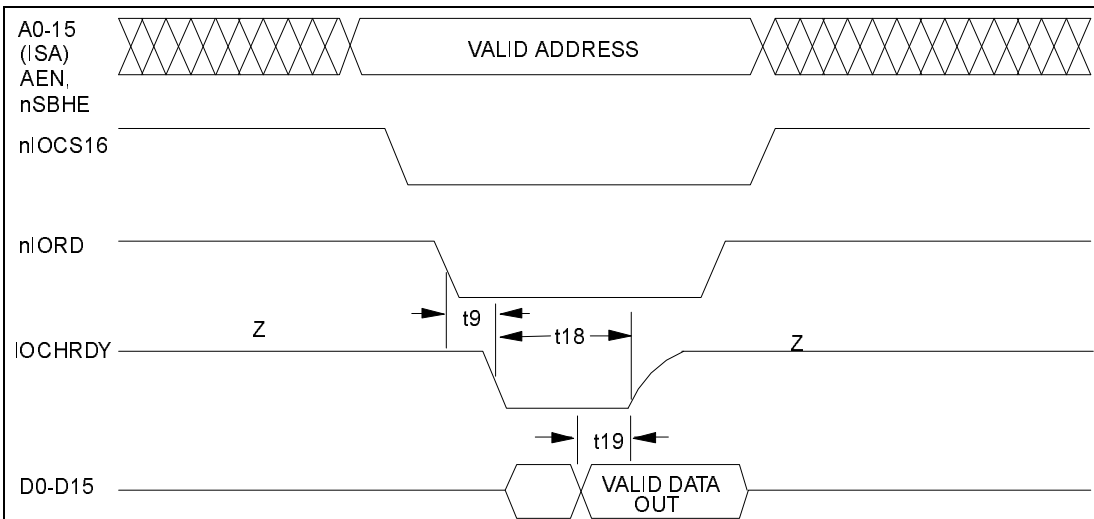 A0-15
(ISA)
AEN,
nSBHE
VALID ADDRESS
nIOCS16
nIORD
t9
Z
t18
IOCHRDY
Z
t19
D0-D15
VALID DATA
OUT